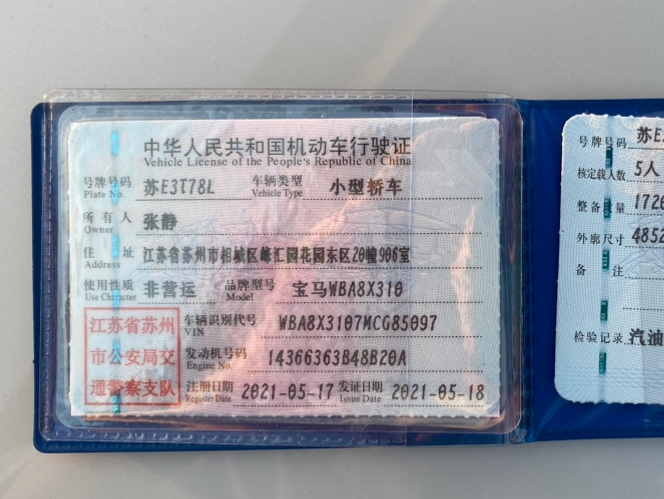 中华人民共和国机动车行驶证
Vehicle License of the People's Republic of China
号牌号码 苏E3T78L 车辆类型 小型轿车
Plate No. Vehicle Type
所有人 张静
Owner
住址 江苏省苏州市相城区峰汇园花园东区20幢906室
Address
使用性质 非营运 品牌型号 宝马WBA8X310
Use Character Model
江苏省苏州
市公安局交
通警察支队
车辆识别代号 WBA8X3107MCG85097
VIN
发动机号码 14366363B48B20A
Engine No.
注册日期 2021-05-17 发证日期 2021-05-18
Register Date Issue Date
号牌号码 苏E
核定载人数 5人
整备质量 172
外廓尺寸 4852
备注
检验记录 汽油